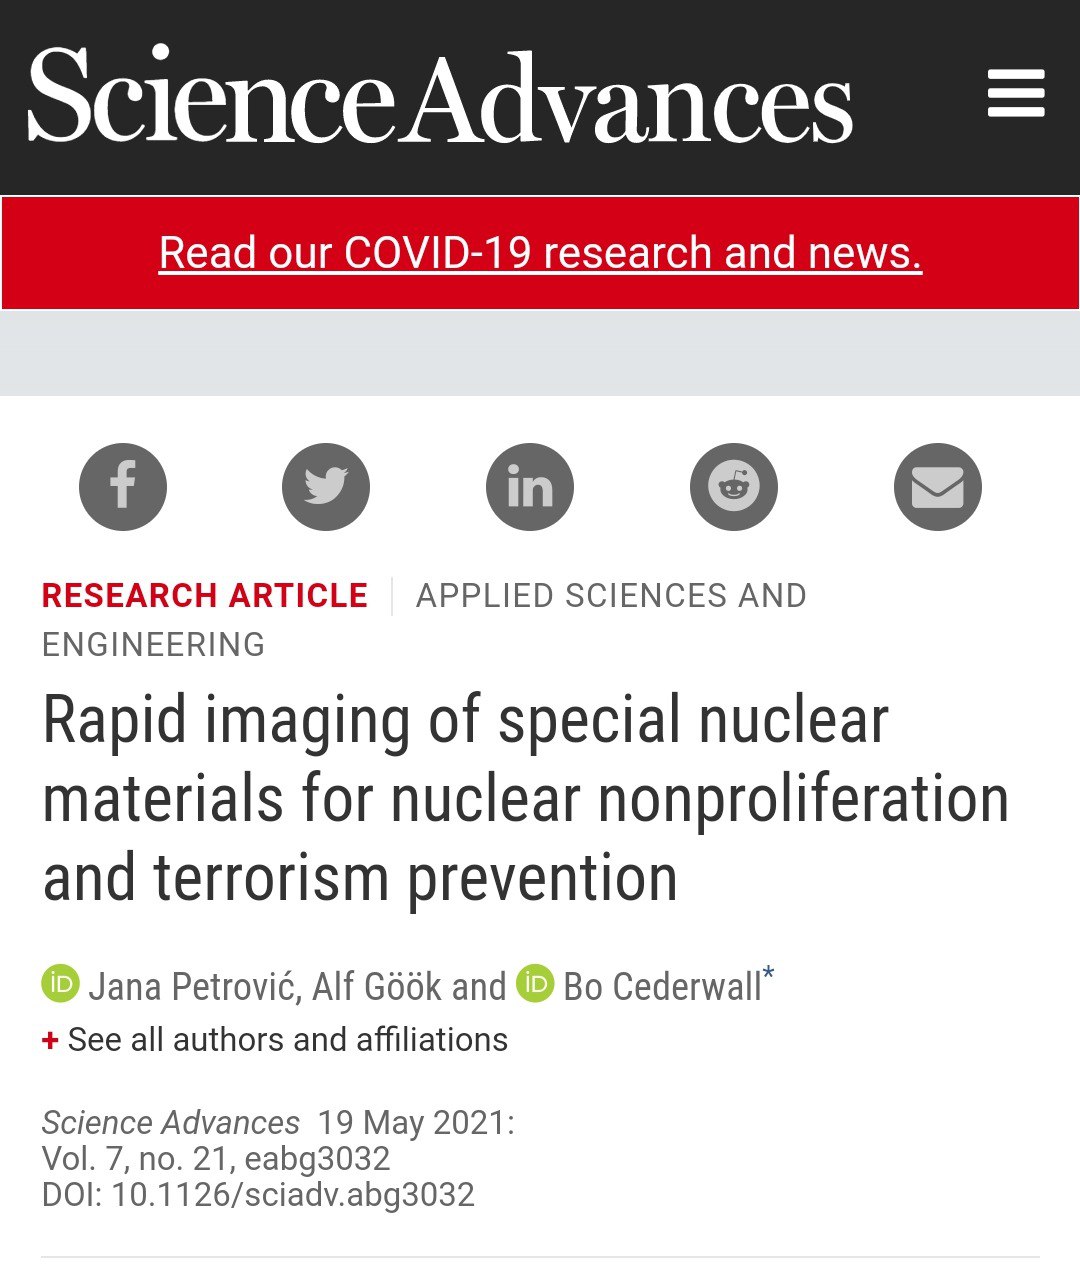 Science Advances
Read our COVID-19 research and news.
RESEARCH ARTICLE APPLIED SCIENCES AND
ENGINEERING
Rapid imaging of special nuclear
materials for nuclear nonproliferation
and terrorism prevention
iD Jana Petrović, Alf Göök and iD Bo Cederwall*
+ See all authors and affiliations
Science Advances 19 May 2021:
Vol. 7, no. 21, eabg3032
DOI: 10.1126/sciadv.abg3032